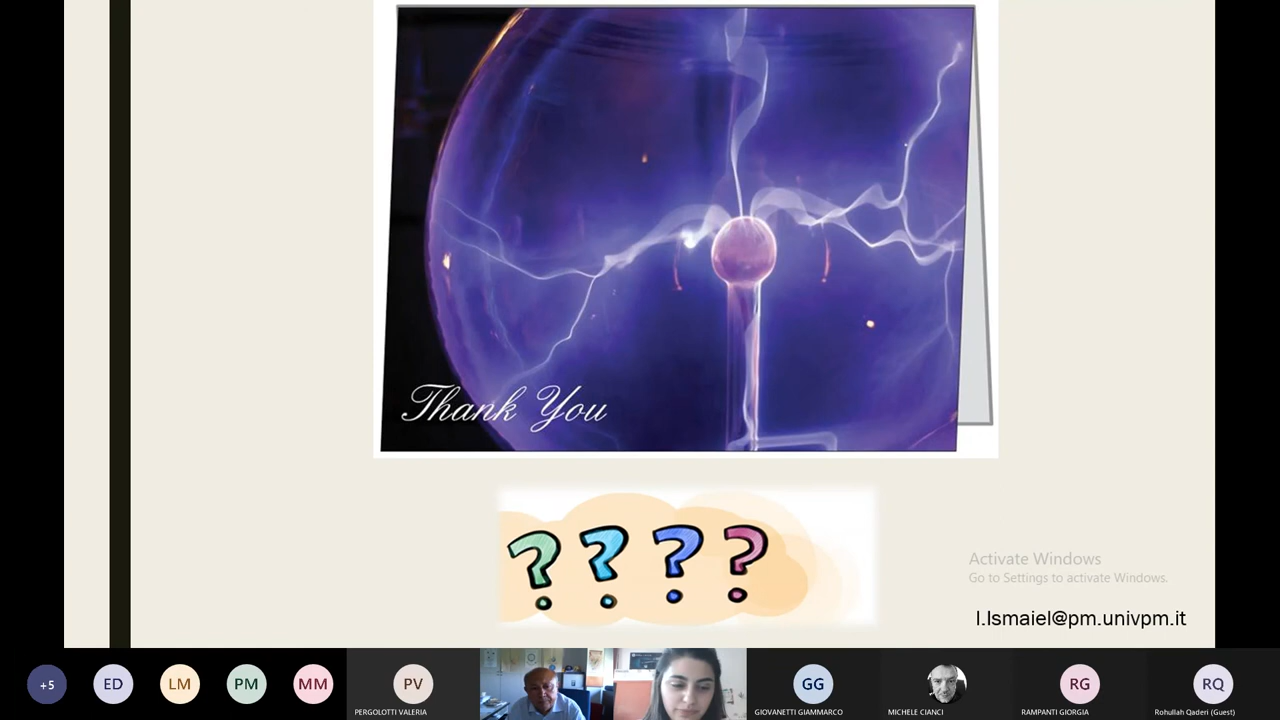 Thank You
? ? ? ?
Activate Windows
Go to Settings to activate Windows.
l.Ismaiel@pm.univpm.it
+5
ED
LM
PM
MM
PV
GG
RG
RQ
PERGOLOTTI VALERIA
GIOVANETTI GIAMMARCO
MICHELE CIANCI
RAMPANTI GIORGIA
Rohullah Qaderi (Guest)